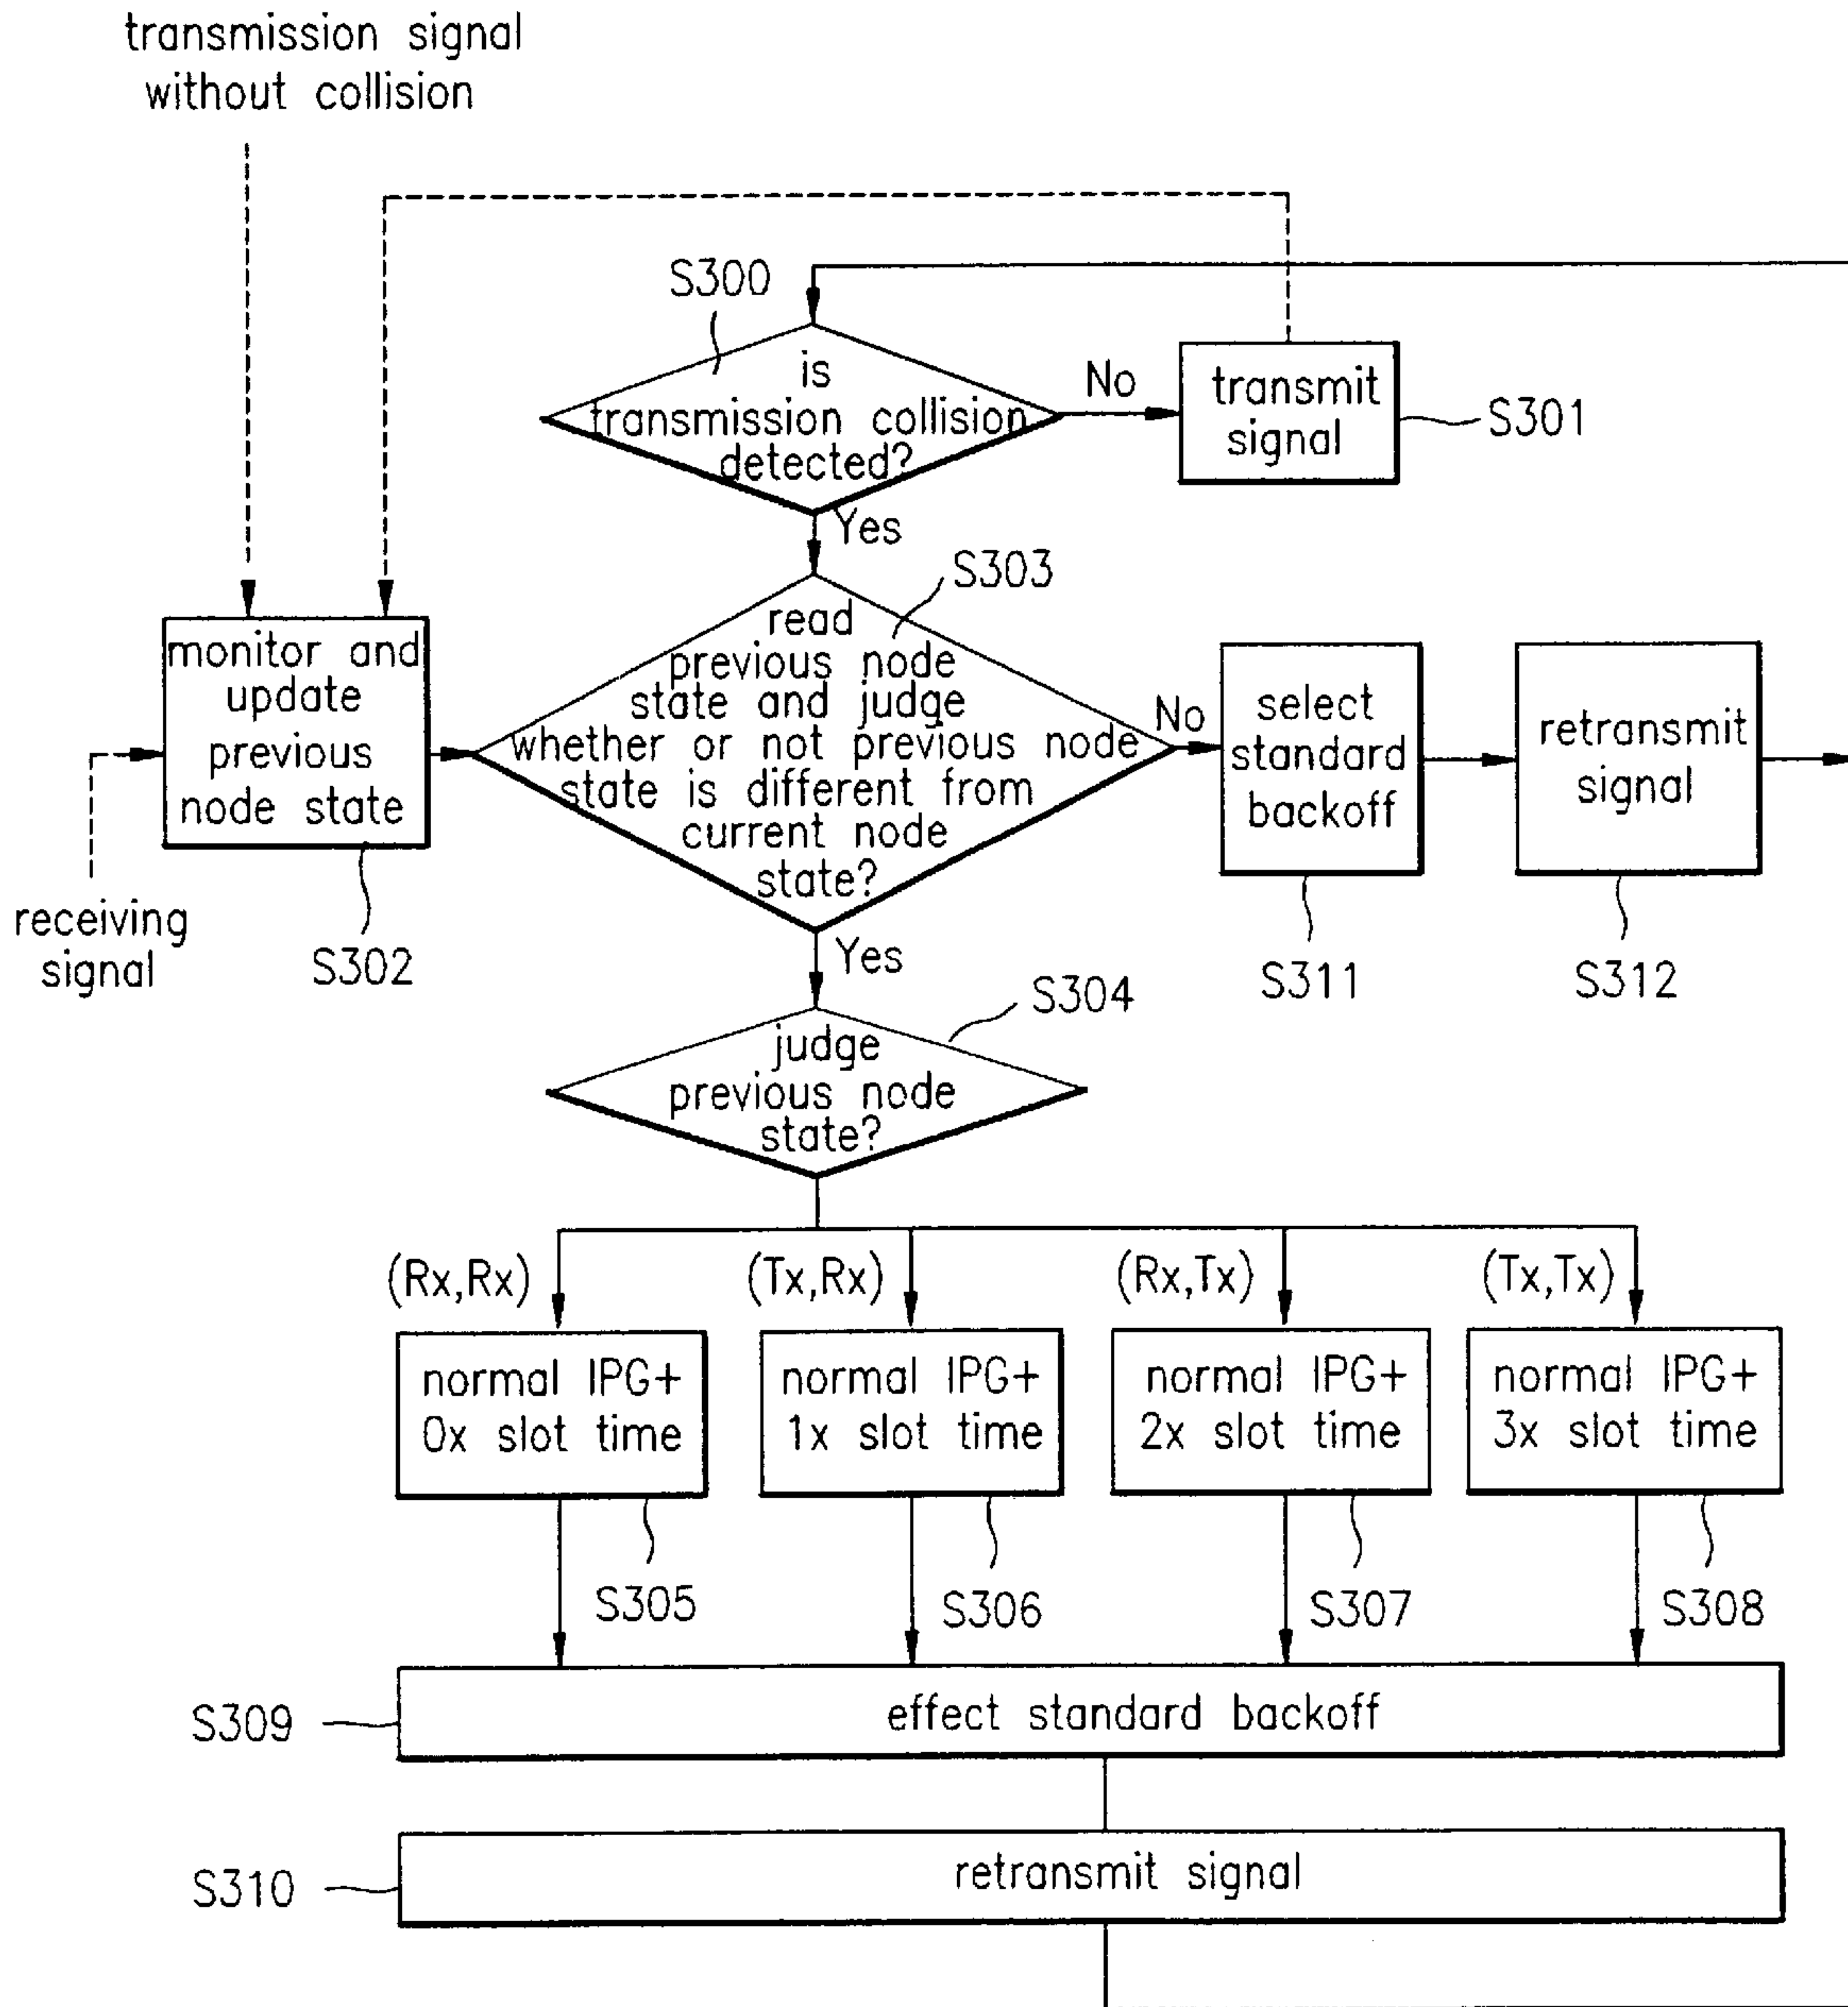 transmission signal
without collision
S300
is
transmission collision
detected?
No
transmit
signal
S301
Yes
S303
read
previous node
state and judge
whether or not previous node
state is different from
current node
state?
monitor and
update
previous
node state
receiving
signal
S302
No
select
standard
backoff
S311
retransmit
signal
S312
Yes
S304
judge
previous node
state?
(Rx,Rx)
(Tx,Rx)
(Rx,Tx)
(Tx,Tx)
normal IPG+
0x slot time
normal IPG+
1x slot time
normal IPG+
2x slot time
normal IPG+
3x slot time
S305
S306
S307
S308
S309
effect standard backoff
S310
retransmit signal